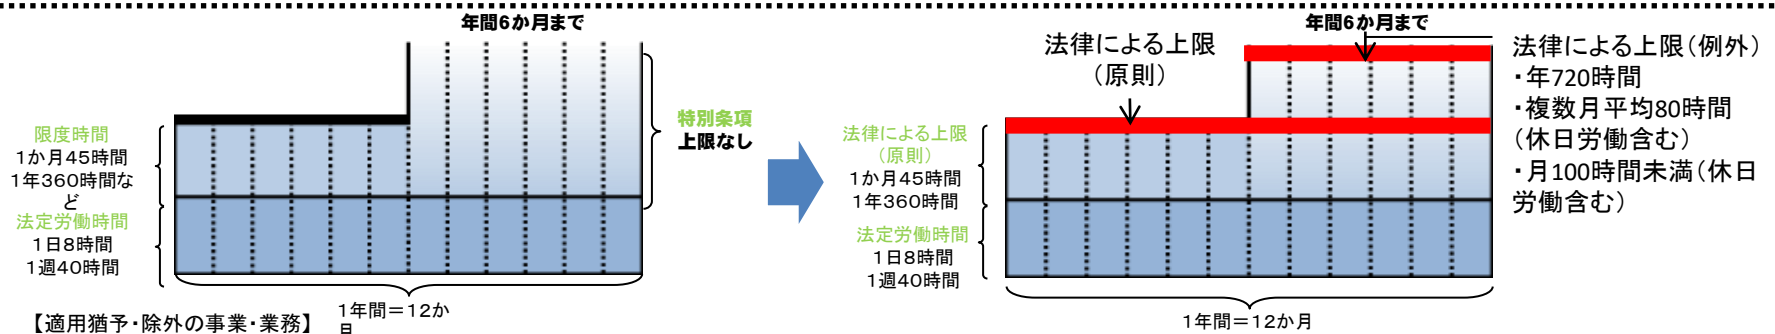 年間6か月まで
限度時間
1か月45時間
1年360時間な
ど
法定労働時間
1日8時間
1週40時間
特別条項
上限なし
1年間=12か
月
【適用猶予・除外の事業・業務】
年間6か月まで
法律による上限
(原則)
法律による上限(例外)
・年720時間
・複数月平均80時間
(休日労働含む)
・月100時間未満(休日
労働含む)
法律による上限
(原則)
1か月45時間
1年360時間
法定労働時間
1日8時間
1週40時間
1年間=12か月